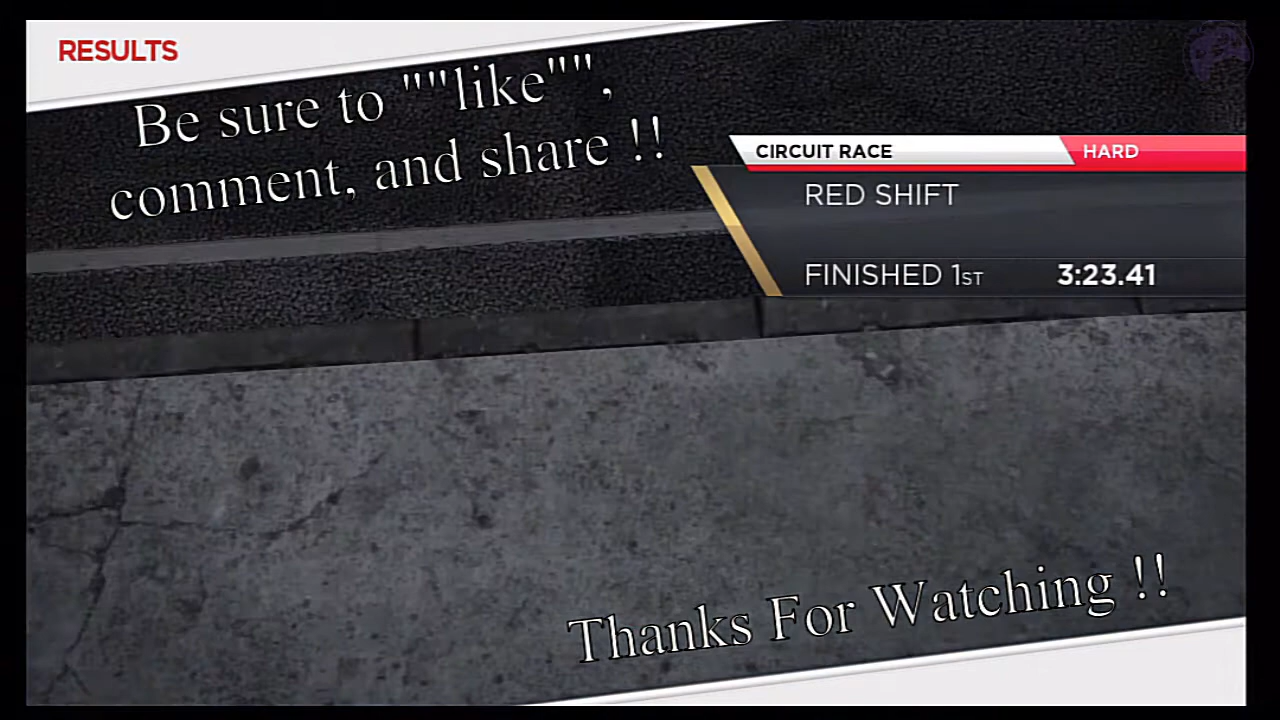 RESULTS
Be sure to ""like"",
comment, and share !!
CIRCUIT RACE HARD
RED SHIFT
FINISHED 1ST 3:23.41
Thanks For Watching !!